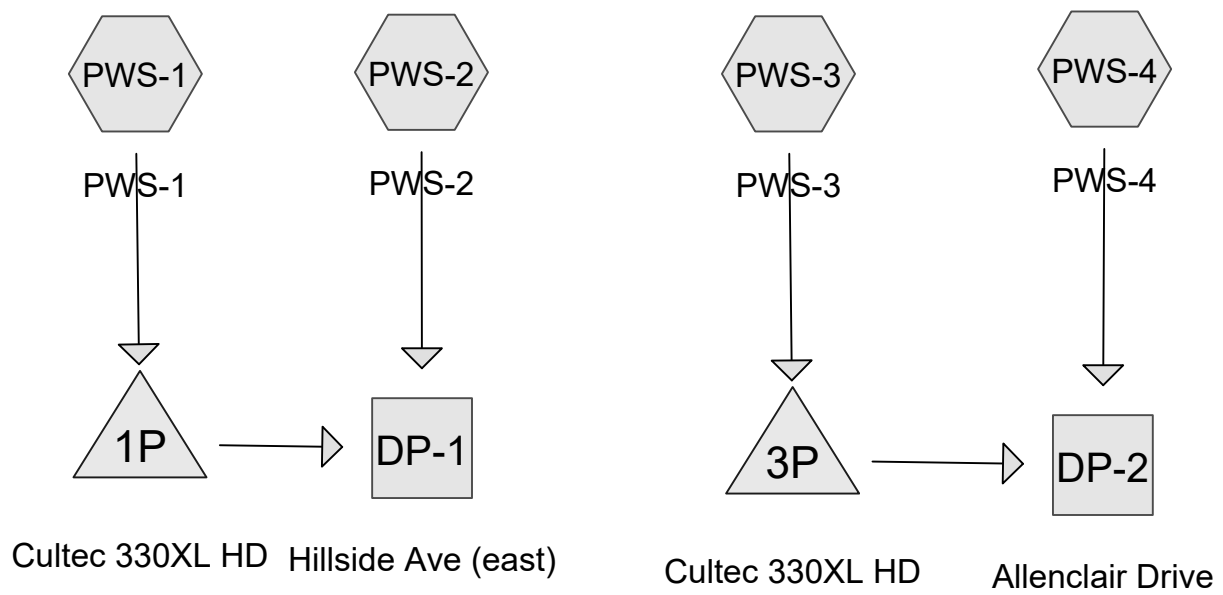 PWS-1
PWS-2
PWS-3
PWS-4
PWS-1
PWS-2
PWS-3
PWS-4
1P
DP-1
3P
DP-2
Cultec 330XL HD
Hillside Ave (east)
Cultec 330XL HD
Allenclair Drive